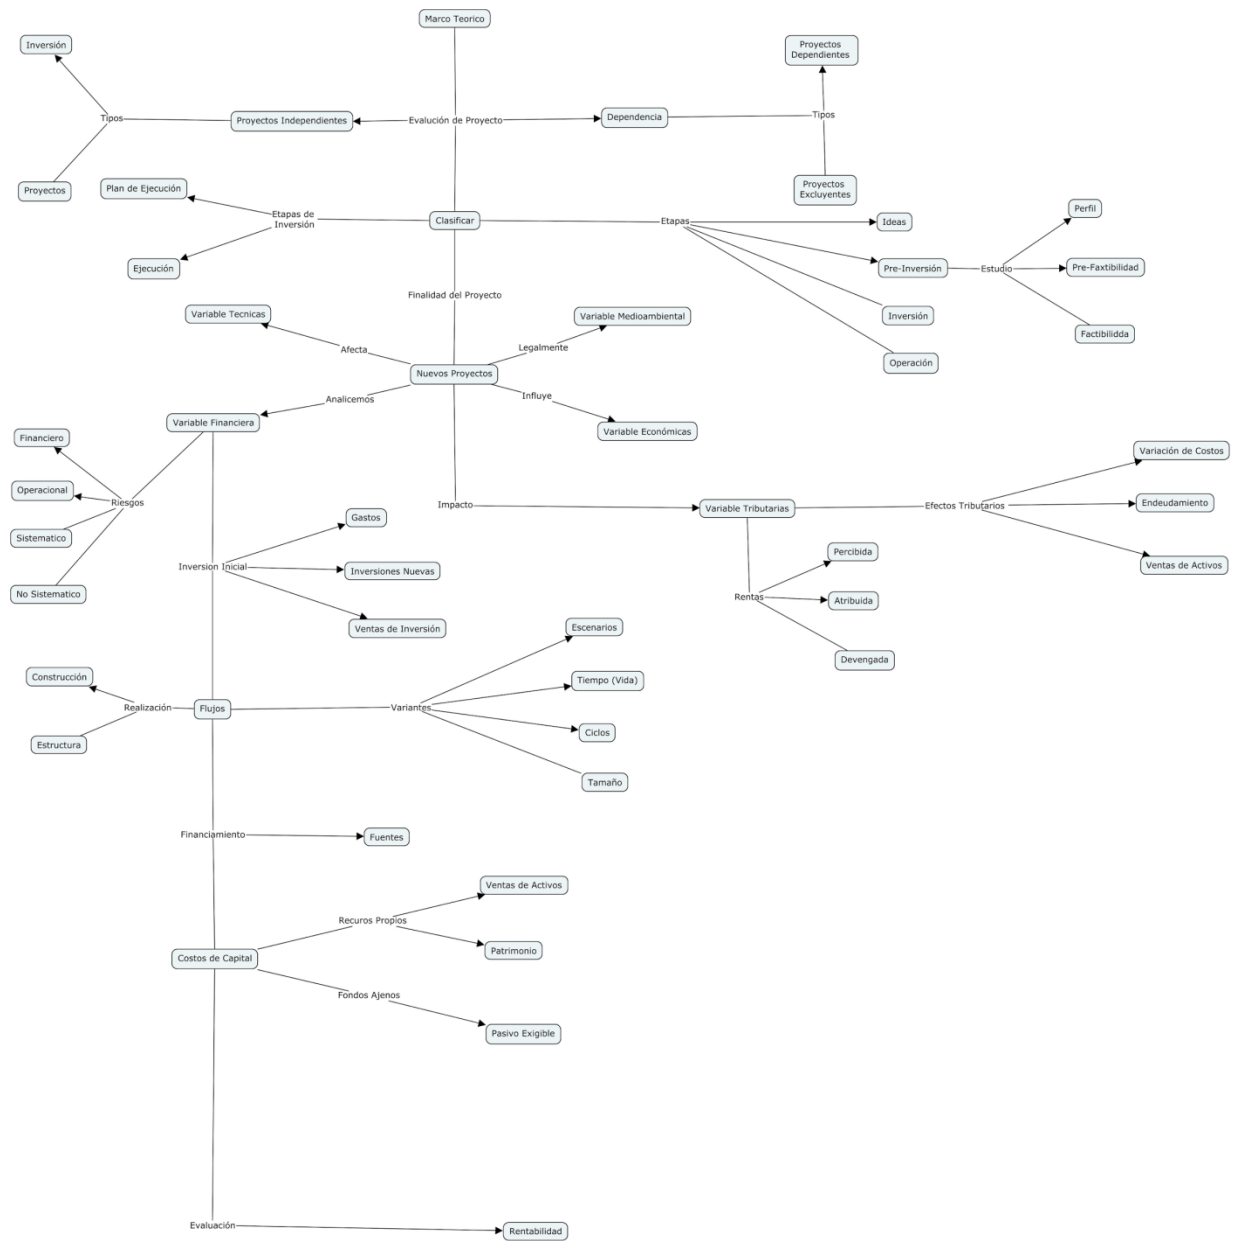 Marco Teorico
Inversión
Proyectos
Dependientes
Tipos
Proyectos Independientes
Evalución de Proyecto
Dependencia
Tipos
Proyectos
Plan de Ejecución
Proyectos
Excluyentes
Etapas de
Inversión
Clasificar
Etapas
Ideas
Perfil
Ejecución
Pre-Inversión
Estudio
Pre-Faxtibilidad
Finalidad del Proyecto
Variable Tecnicas
Variable Medioambiental
Inversión
Factibilidda
Afecta
Legalmente
Operación
Nuevos Proyectos
Analicemos
Influye
Variable Financiera
Variable Económicas
Financiero
Variación de Costos
Operacional
Riesgos
Impacto
Variable Tributarias
Efectos Tributarios
Endeudamiento
Gastos
Sistematico
Percibida
Ventas de Activos
Inversion Inicial
Inversiones Nuevas
No Sistematico
Rentas
Atribuida
Ventas de Inversión
Escenarios
Devengada
Construcción
Tiempo (Vida)
Realización
Flujos
Variantes
Ciclos
Estructura
Tamaño
Financiamiento
Fuentes
Ventas de Activos
Recuros Propios
Costos de Capital
Patrimonio
Fondos Ajenos
Pasivo Exigible
Evaluación
Rentabilidad